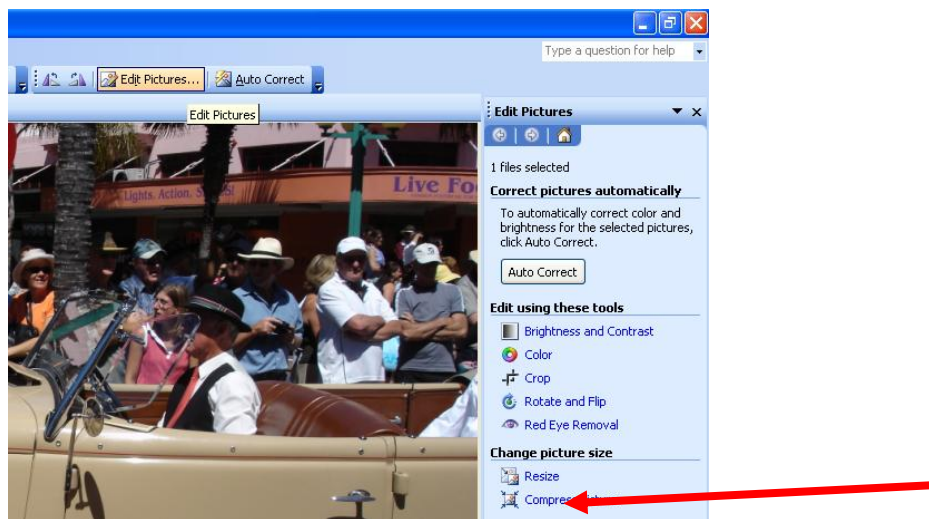 Type a question for help
Edit Pictures... Auto Correct
Edit Pictures
Edit Pictures
1 files selected
Correct pictures automatically
To automatically correct color and
brightness for the selected pictures,
click Auto Correct.
Auto Correct
Edit using these tools
Brightness and Contrast
Color
Crop
Rotate and Flip
Red Eye Removal
Change picture size
Resize
Lights, Action,
Live